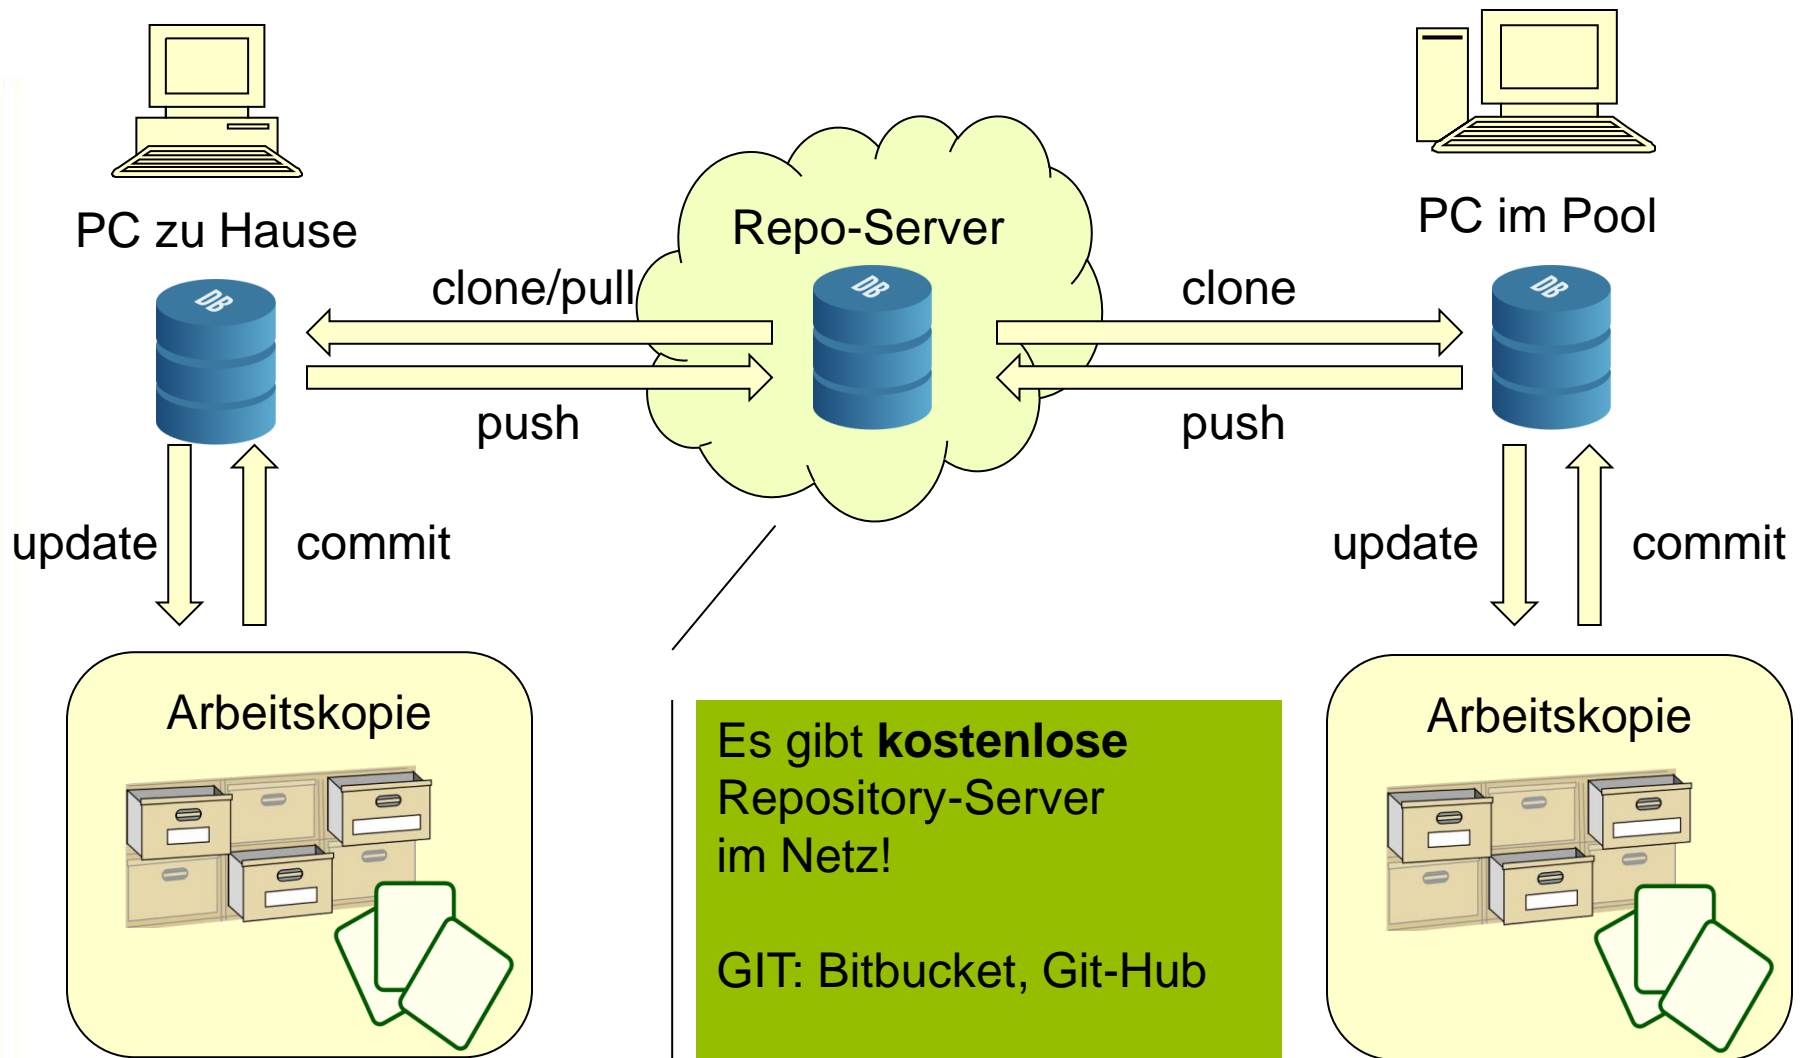 PC zu Hause
Repo-Server
PC im Pool
DB
DB
DB
clone/pull
clone
push
push
update
commit
update
commit
Arbeitskopie
Arbeitskopie
Es gibt kostenlose
Repository-Server
im Netz!
GIT: Bitbucket, Git-Hub